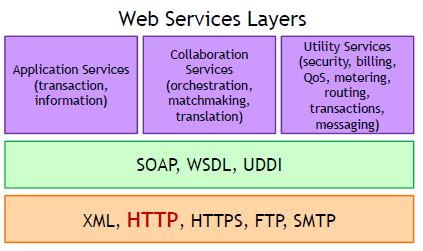 Web Services Layers
Application Services
(transaction,
information)
Collaboration
Services
(orchestration,
matchmaking,
translation)
Utility Services
(security, billing,
QoS, metering,
routing,
transactions,
messaging)
SOAP, WSDL, UDDI
XML, HTTP, HTTPS, FTP, SMTP